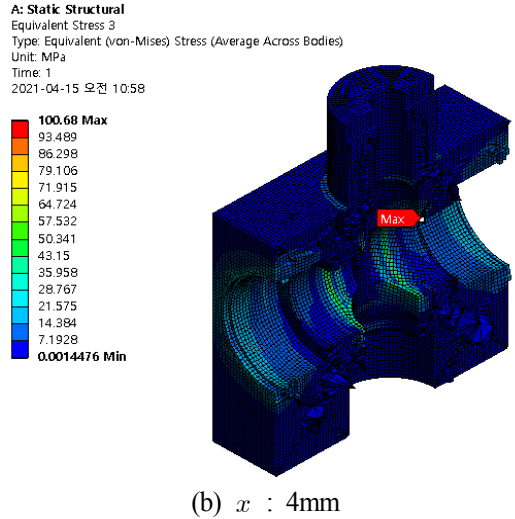 A: Static Structural
Equivalent Stress 3
Type: Equivalent (von-Mises) Stress (Average Across Bodies)
Unit: MPa
Time: 1
2021-04-15 오전 10:58
100.68 Max
93.489
86.298
79.106
71.915
64.724
57.532
50.341
43.15
35.958
28.767
21.575
14.384
7.1928
0.0014476 Min
Max
(b) x : 4mm